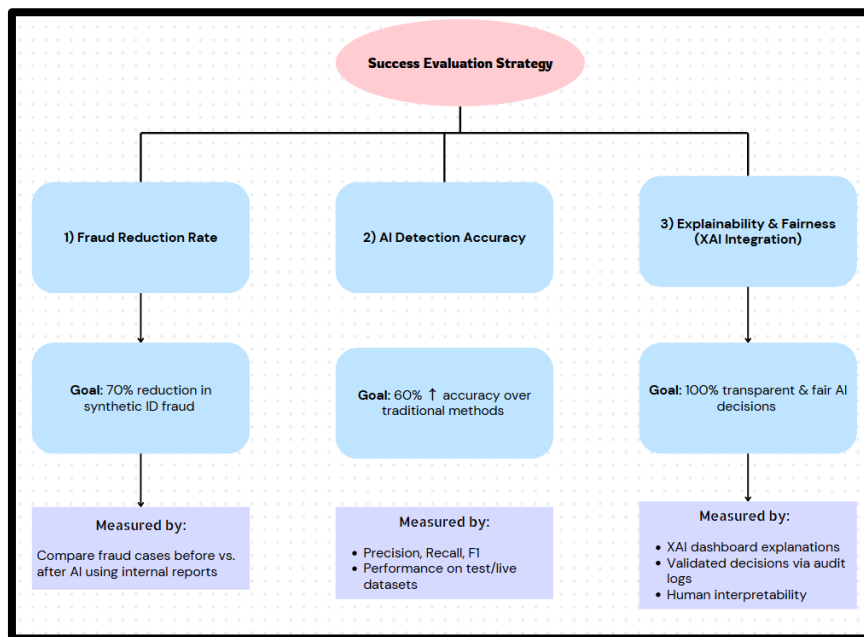 Success Evaluation Strategy
1) Fraud Reduction Rate
2) AI Detection Accuracy
3) Explainability & Fairness
(XAI Integration)
Goal: 70% reduction in
synthetic ID fraud
Goal: 60% ↑ accuracy over
traditional methods
Goal: 100% transparent & fair AI
decisions
Measured by:
Compare fraud cases before vs.
after AI using internal reports
Measured by:
• Precision, Recall, F1
• Performance on test/live
datasets
Measured by:
• XAI dashboard explanations
• Validated decisions via audit
logs
• Human interpretability